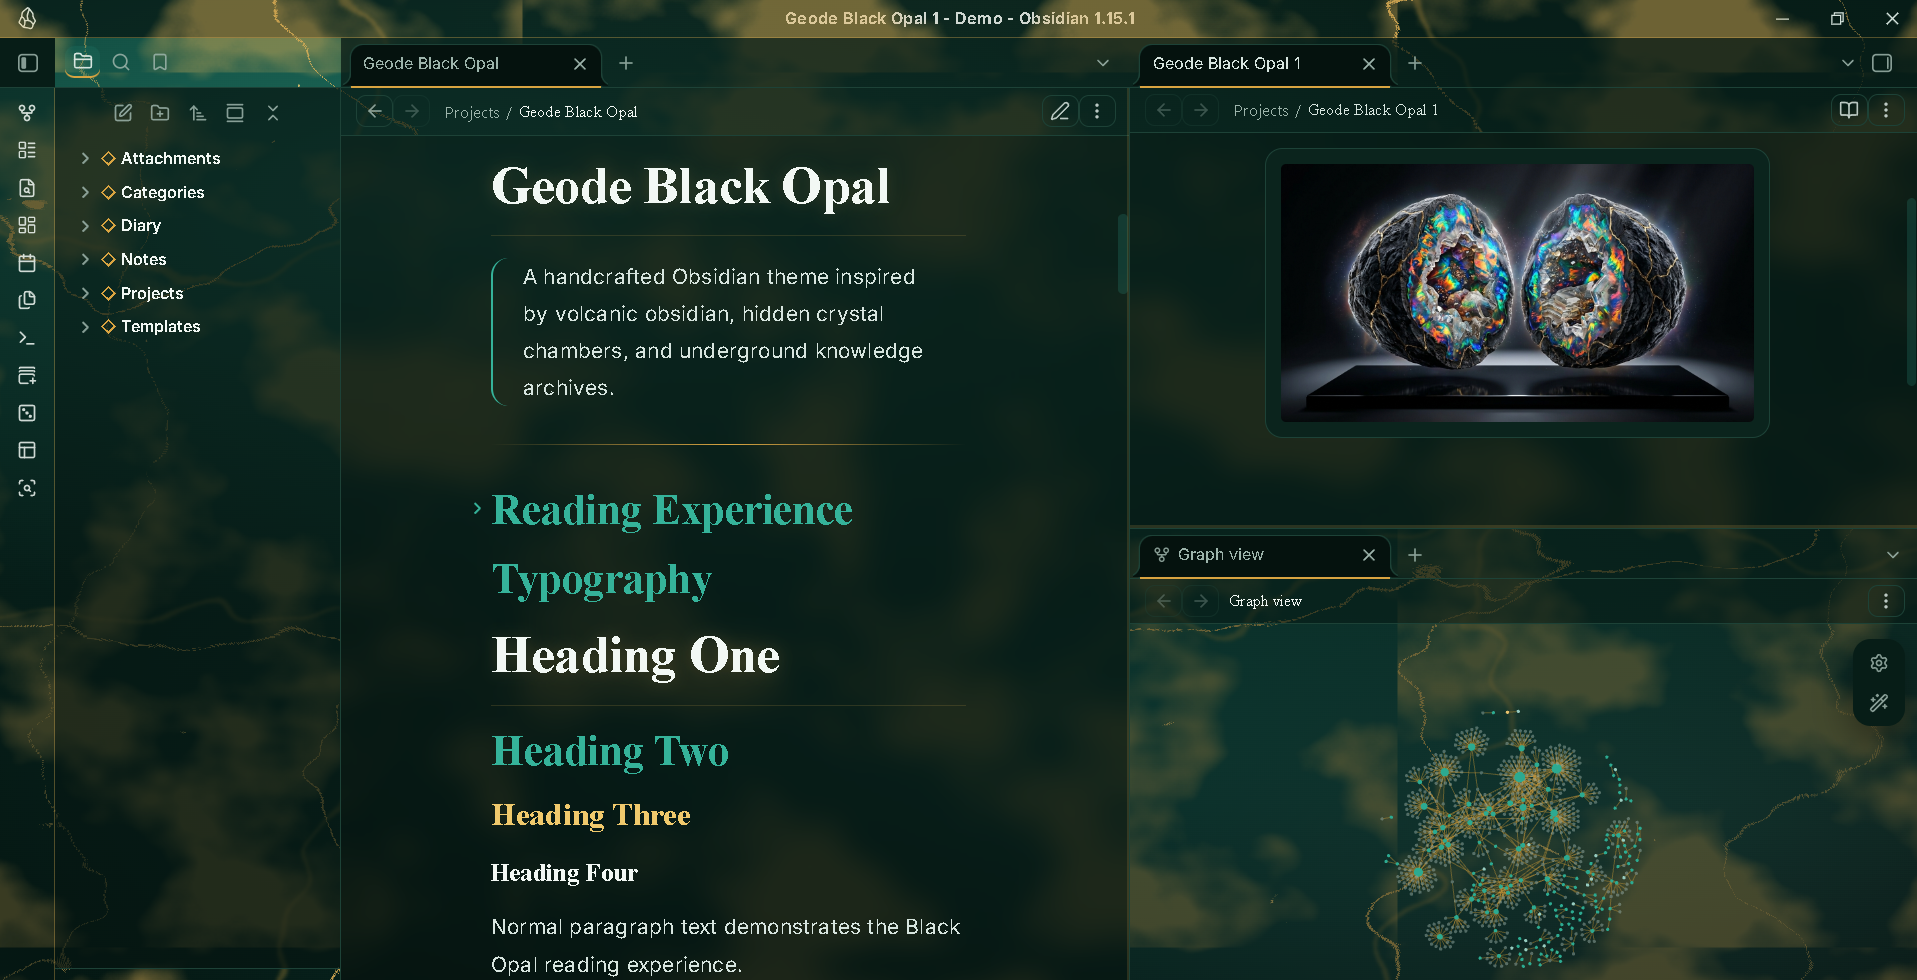 Geode Black Opal 1 - Demo - Obsidian 1.15.1
Geode Black Opal
Geode Black Opal 1
Attachments
Categories
Diary
Notes
Projects
Templates
Projects / Geode Black Opal
Geode Black Opal
A handcrafted Obsidian theme inspired
by volcanic obsidian, hidden crystal
chambers, and underground knowledge
archives.
Reading Experience
Typography
Heading One
Heading Two
Heading Three
Heading Four
Normal paragraph text demonstrates the Black
Opal reading experience.
Projects / Geode Black Opal 1
Graph view
Graph view